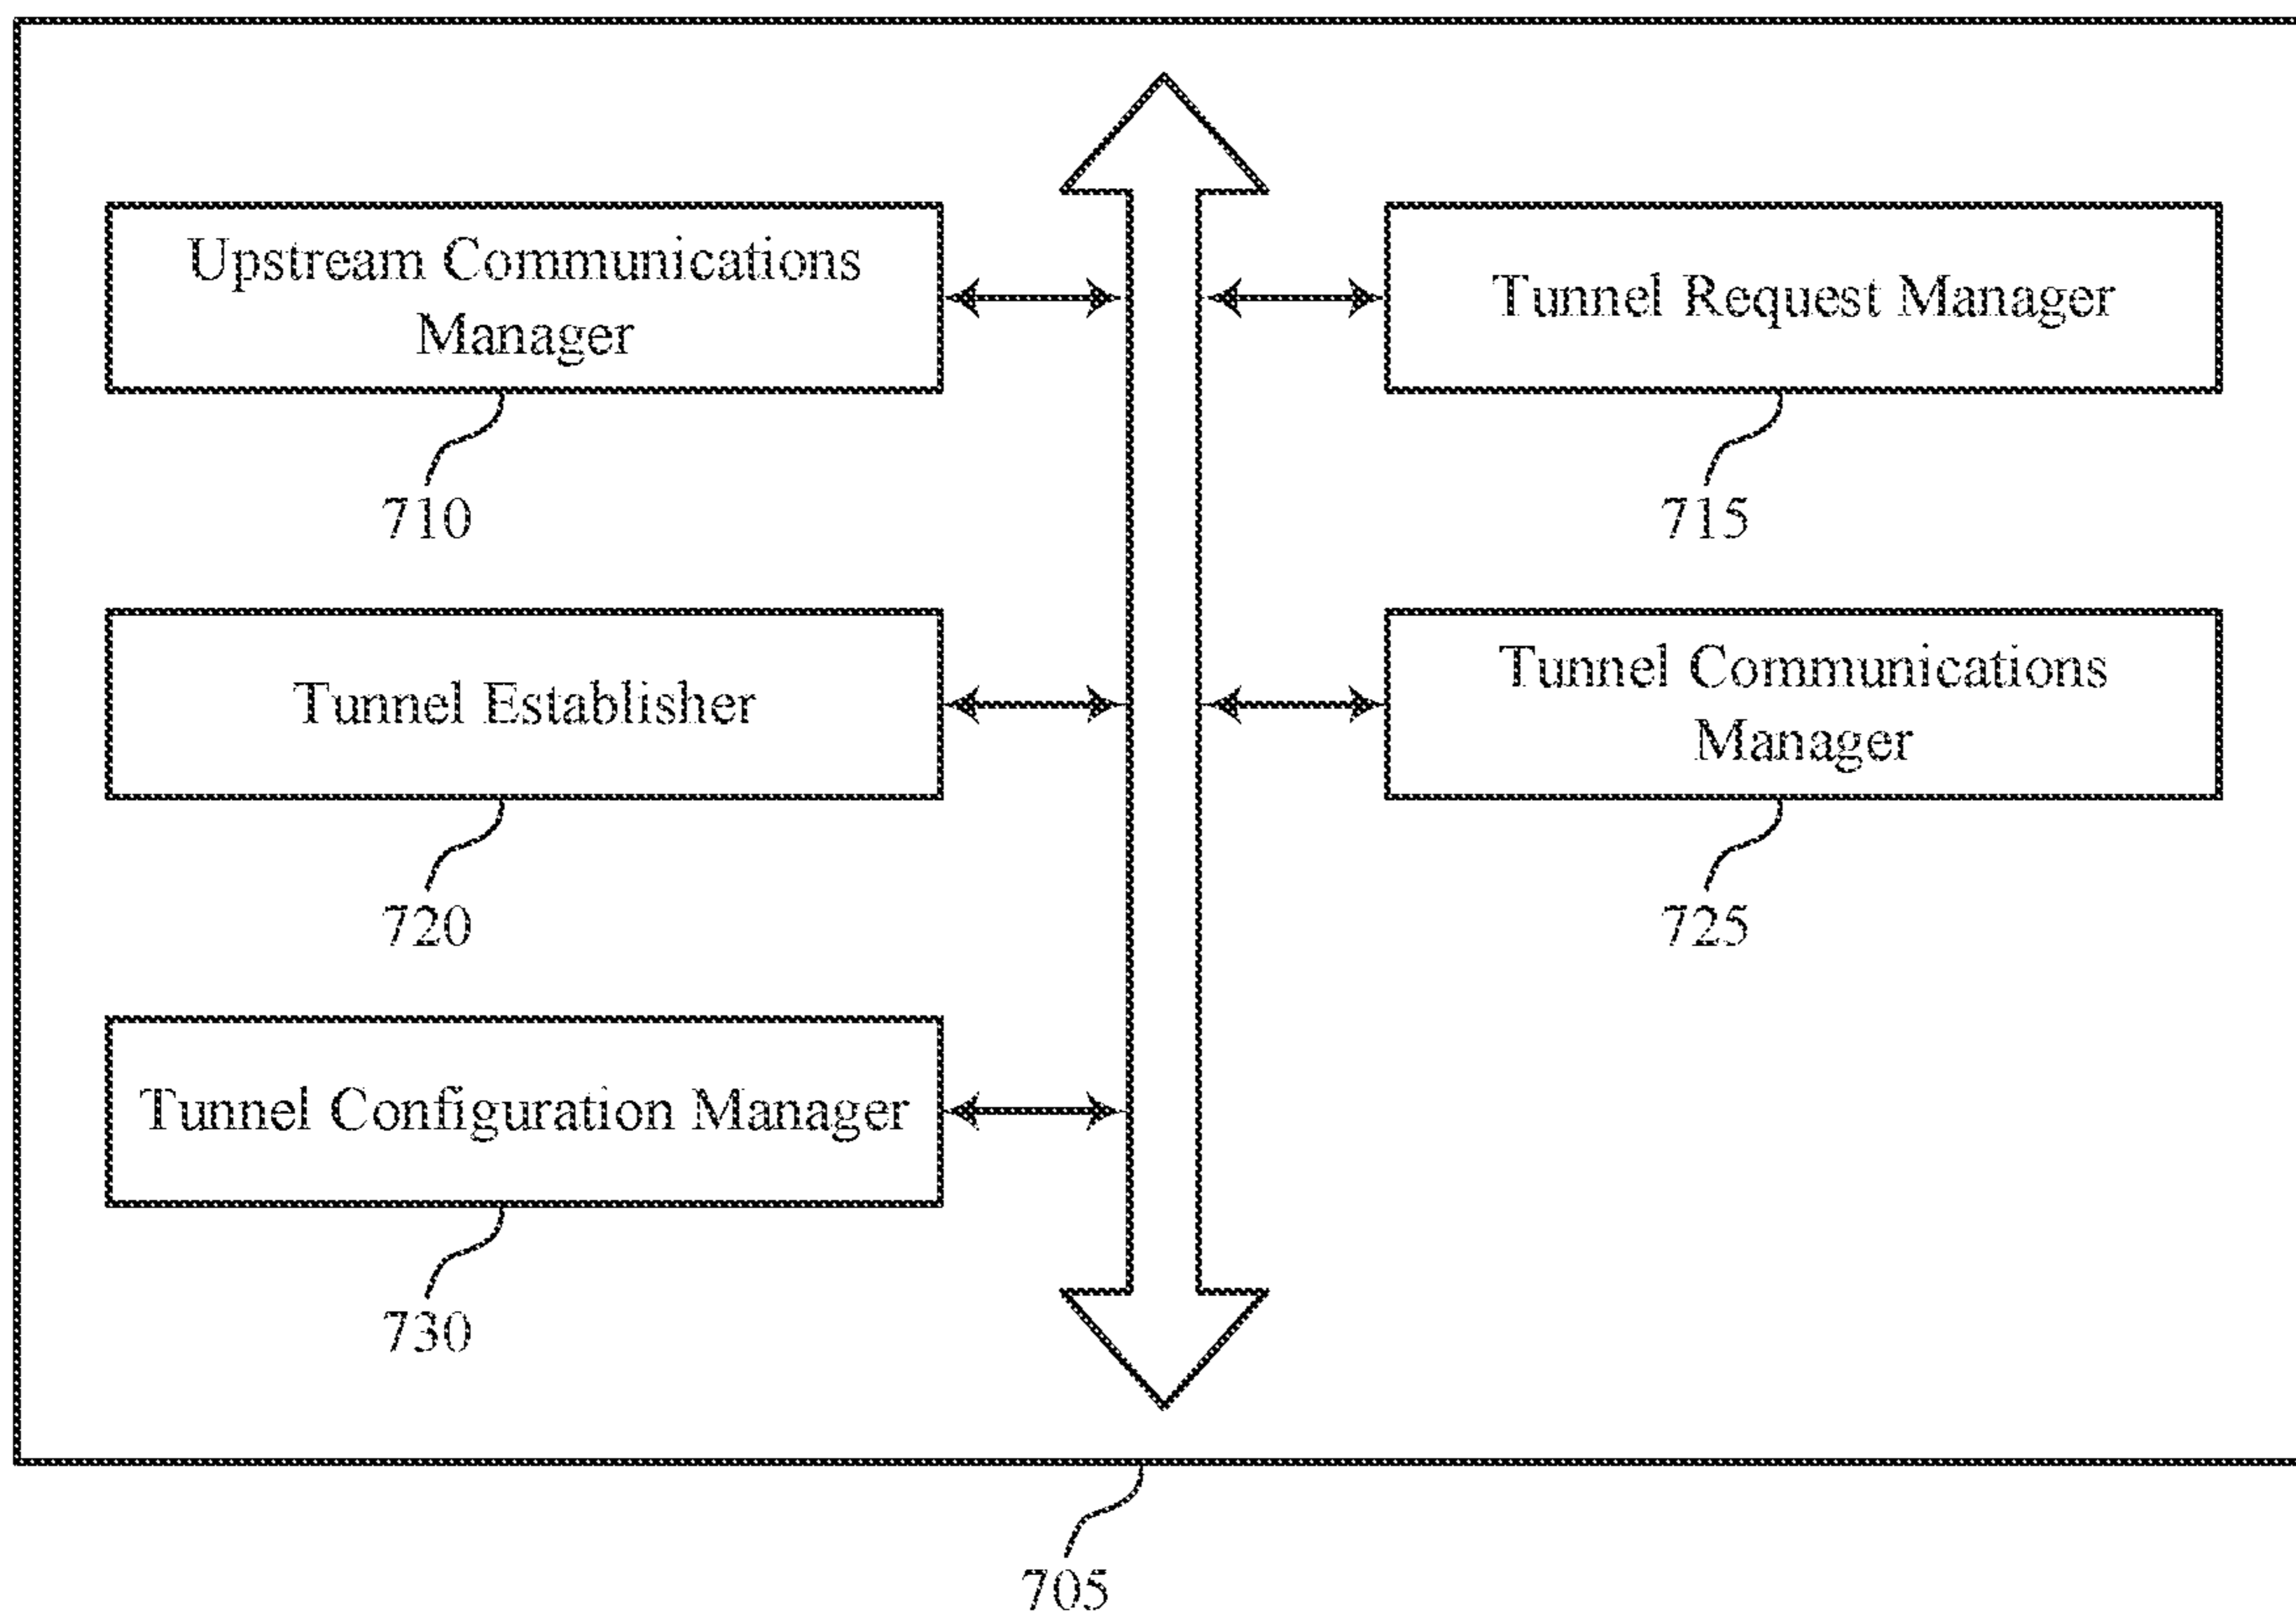 Upstream Communications
Manager
710
Tunnel Request Manager
715
Tunnel Establisher
720
Tunnel Communications
Manager
725
Tunnel Configuration Manager
730
705